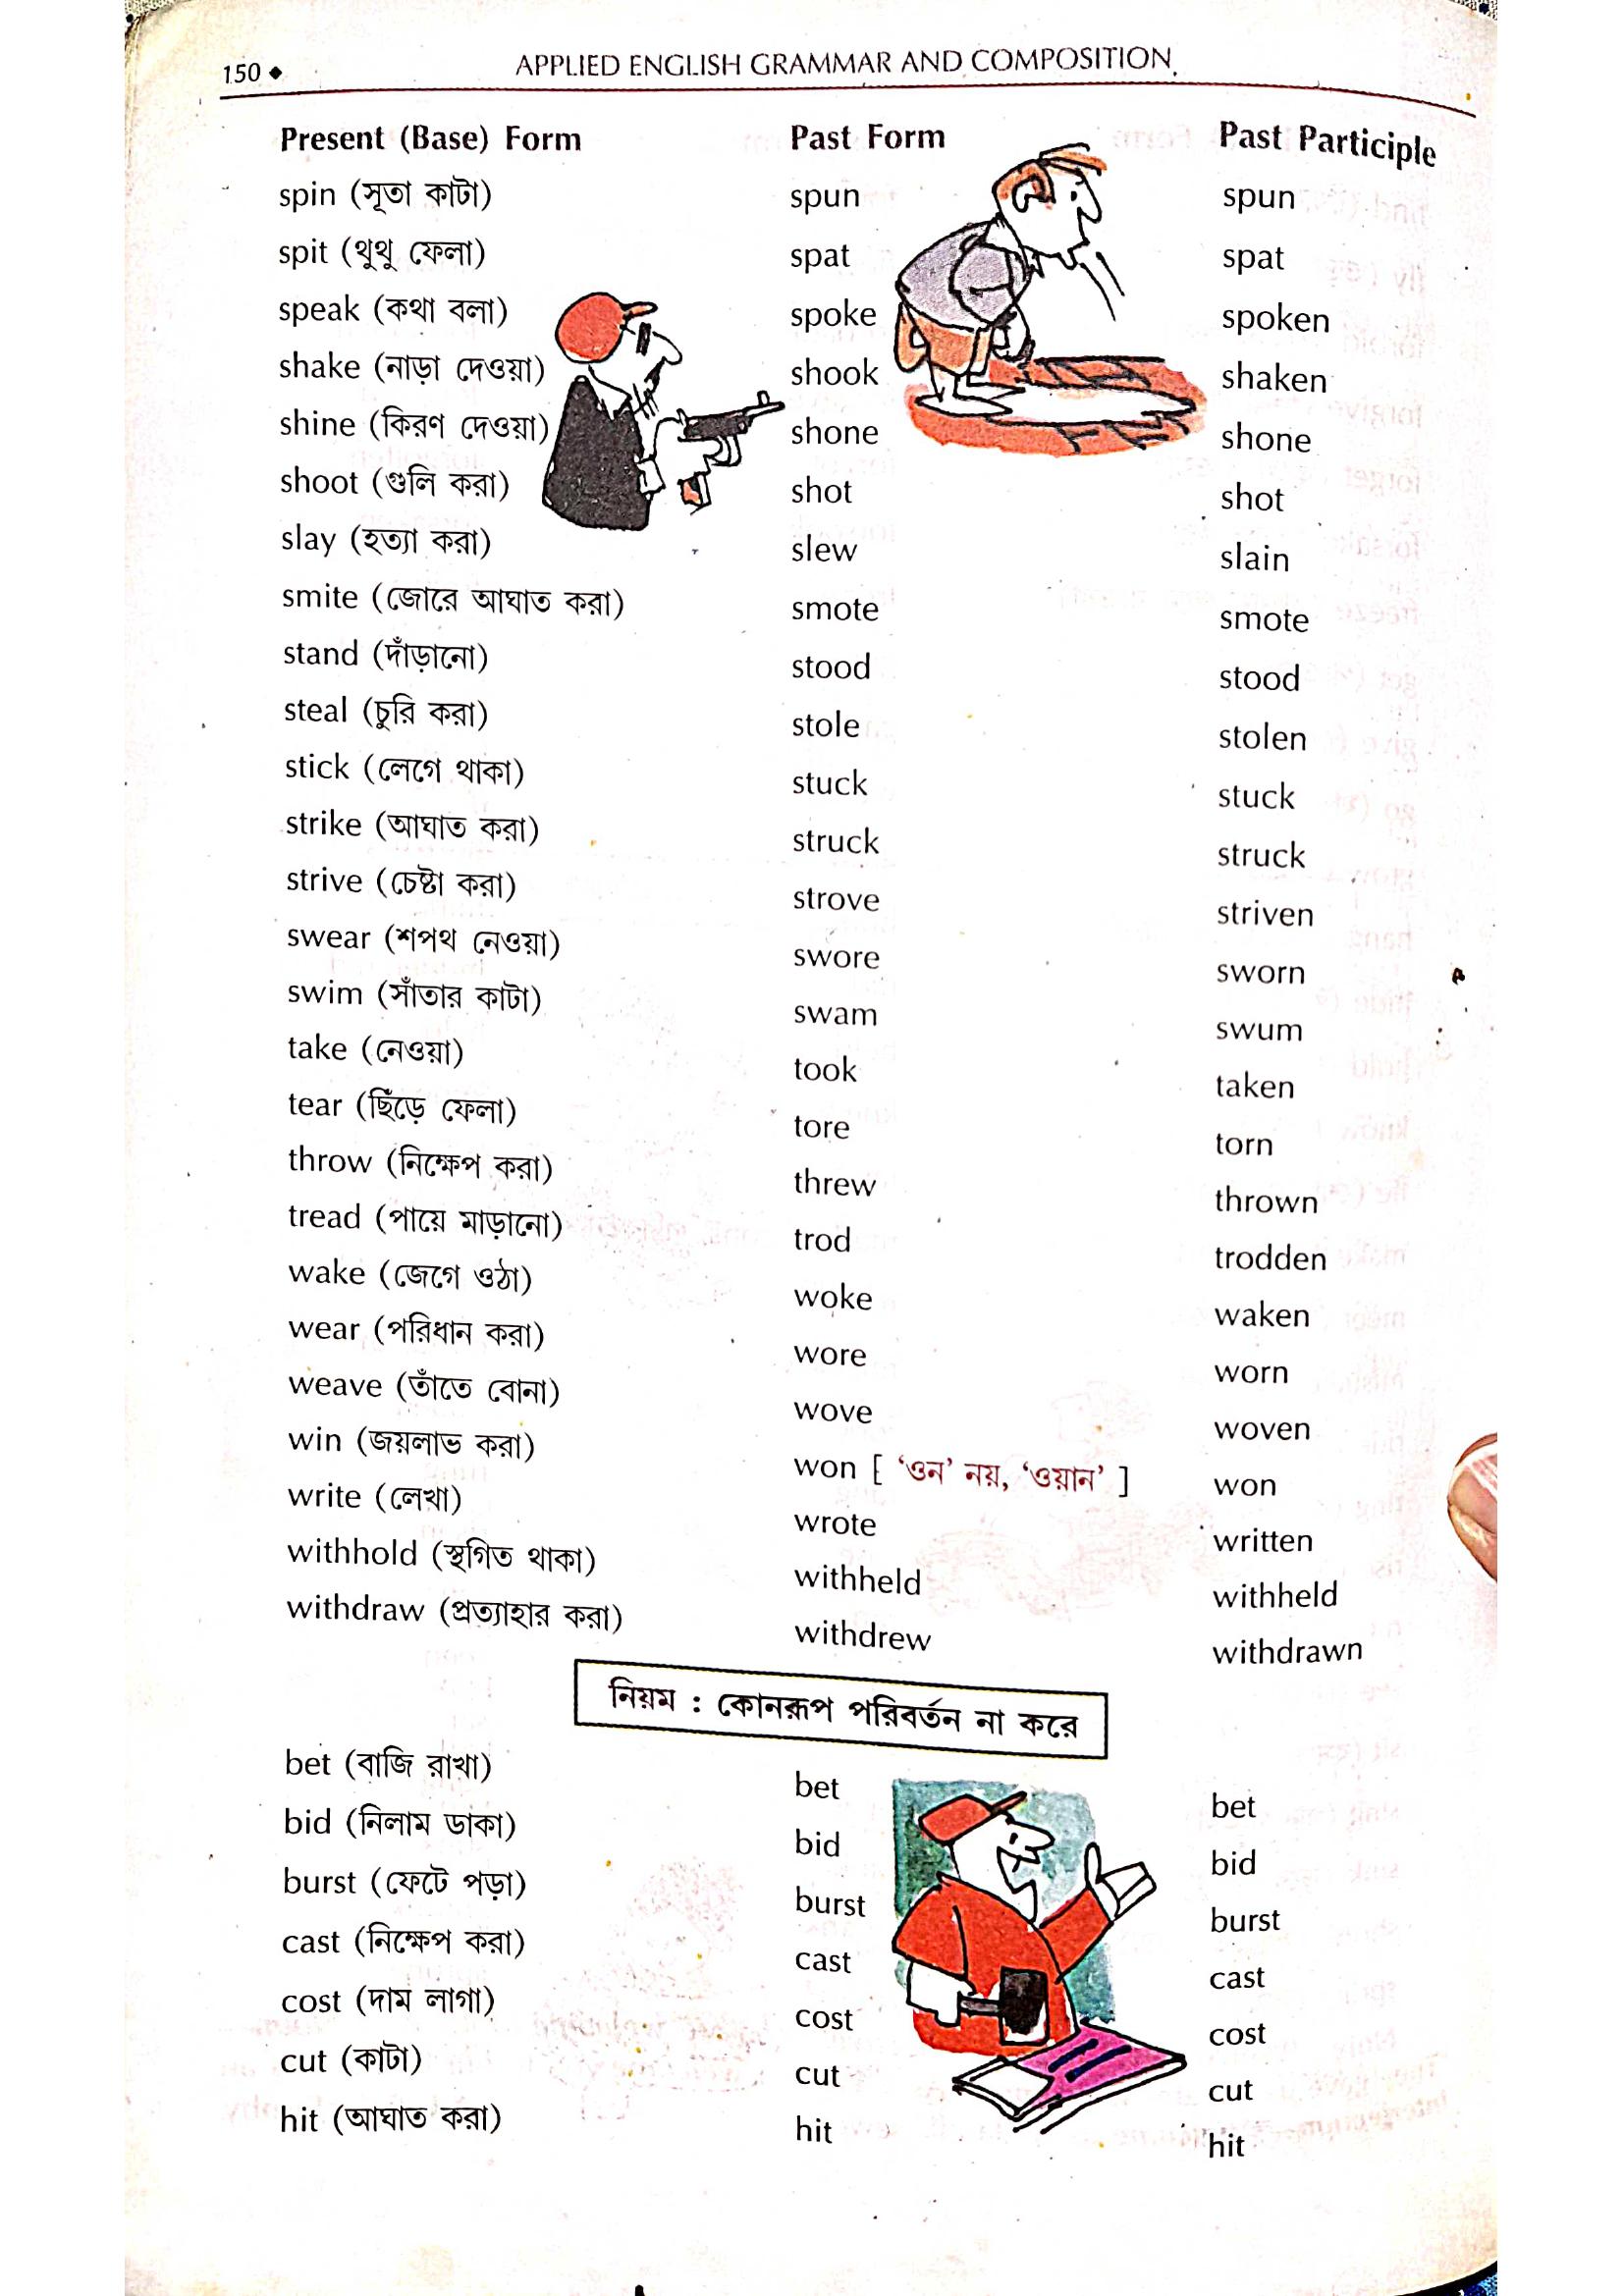 150 ◆ APPLIED ENGLISH GRAMMAR AND COMPOSITION
Present (Base) Form Past Form Past Participle
spin (সূতা কাটা) spun spun
spit (থুথু ফেলা) spat spat
speak (কথা বলা) spoke spoken
shake (নাড়া দেওয়া) shook shaken
shine (কিরণ দেওয়া) shone shone
shoot (গুলি করা) shot shot
slay (হত্যা করা) slew slain
smite (জোরে আঘাত করা) smote smote
stand (দাঁড়ানো) stood stood
steal (চুরি করা) stole stolen
stick (লেগে থাকা) stuck stuck
strike (আঘাত করা) struck struck
strive (চেষ্টা করা) strove striven
swear (শপথ নেওয়া) swore sworn
swim (সাঁতার কাটা) swam swum
take (নেওয়া) took taken
tear (ছিঁড়ে ফেলা) tore torn
throw (নিক্ষেপ করা) threw thrown
tread (পায়ে মাড়ানো) trod trodden
wake (জেগে ওঠা) woke waken
wear (পরিধান করা) wore worn
weave (তাঁতে বোনা) wove woven
win (জয়লাভ করা) won [ ‘ওন’ নয়, ‘ওয়ান’ ] won
write (লেখা) wrote written
withhold (স্থগিত থাকা) withheld withheld
withdraw (প্রত্যাহার করা) withdrew withdrawn
নিয়ম : কোনরূপ পরিবর্তন না করে
bet (বাজি রাখা) bet bet
bid (নিলাম ডাকা) bid bid
burst (ফেটে পড়া) burst burst
cast (নিক্ষেপ করা) cast cast
cost (দাম লাগা) cost cost
cut (কাটা) cut cut
hit (আঘাত করা) hit hit